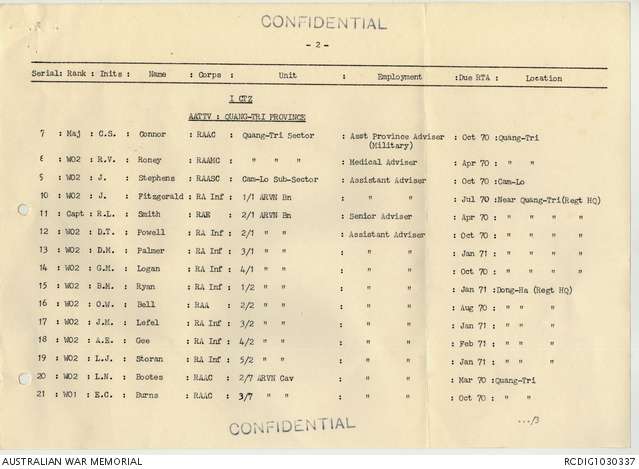 CONFIDENTIAL
- 2 -
Serial: Rank : Inits : Name : Corps : Unit : Employment :Due RTA: Location
I CTZ
AATTV : QUANG-TRI PROVINCE
7 : Maj : C.S. : Connor : RAAC : Quang-Tri Sector : Asst Province Adviser : Oct 70 :Quang-Tri
(Military)
8 : WO2 : R.V. : Roney : RAAMC : " " " : Medical Adviser : Apr 70 : " "
9 : WO2 : J. : Stephens : RAASC : Cam-Lo Sub-Sector : Assistant Adviser : Oct 70 :Cam-Lo
10 : WO2 : J. : Fitzgerald : RA Inf : 1/1 ARVN Bn : " " : Jul 70 :Near Quang-Tri(Regt HQ)
11 : Capt : R.L. : Smith : RAE : 2/1 ARVN Bn : Senior Adviser : Apr 70 : " " " "
12 : WO2 : D.T. : Powell : RA Inf : 2/1 " " : Assistant Adviser : Oct 70 : " " " "
13 : WO2 : D.M. : Palmer : RA Inf : 3/1 " " : " " : Jan 71 : " " " "
14 : WO2 : G.M. : Logan : RA Inf : 4/1 " " : " " : Oct 70 : " " " "
15 : WO2 : B.M. : Ryan : RA Inf : 1/2 " " : " " : Jan 71 :Dong-Ha (Regt HQ)
16 : WO2 : O.W. : Bell : RAA : 2/2 " " : " " : Aug 70 : " " "
17 : WO2 : J.M. : Lefel : RA Inf : 3/2 " " : " " : Jan 71 : " " "
18 : WO2 : A.E. : Gee : RA Inf : 4/2 " " : " " : Feb 71 : " " "
19 : WO2 : L.J. : Storan : RA Inf : 5/2 " " : " " : Jan 71 : " " "
20 : WO2 : L.N. : Bootes : RAAC : 2/7 ARVN Cav : " " : Mar 70 :Quang-Tri
21 : WO1 : E.C. : Burns : RAAC : 3/7 " " : " " : Oct 70 : " "
.../3
CONFIDENTIAL
AUSTRALIAN WAR MEMORIAL RCDIG1030337